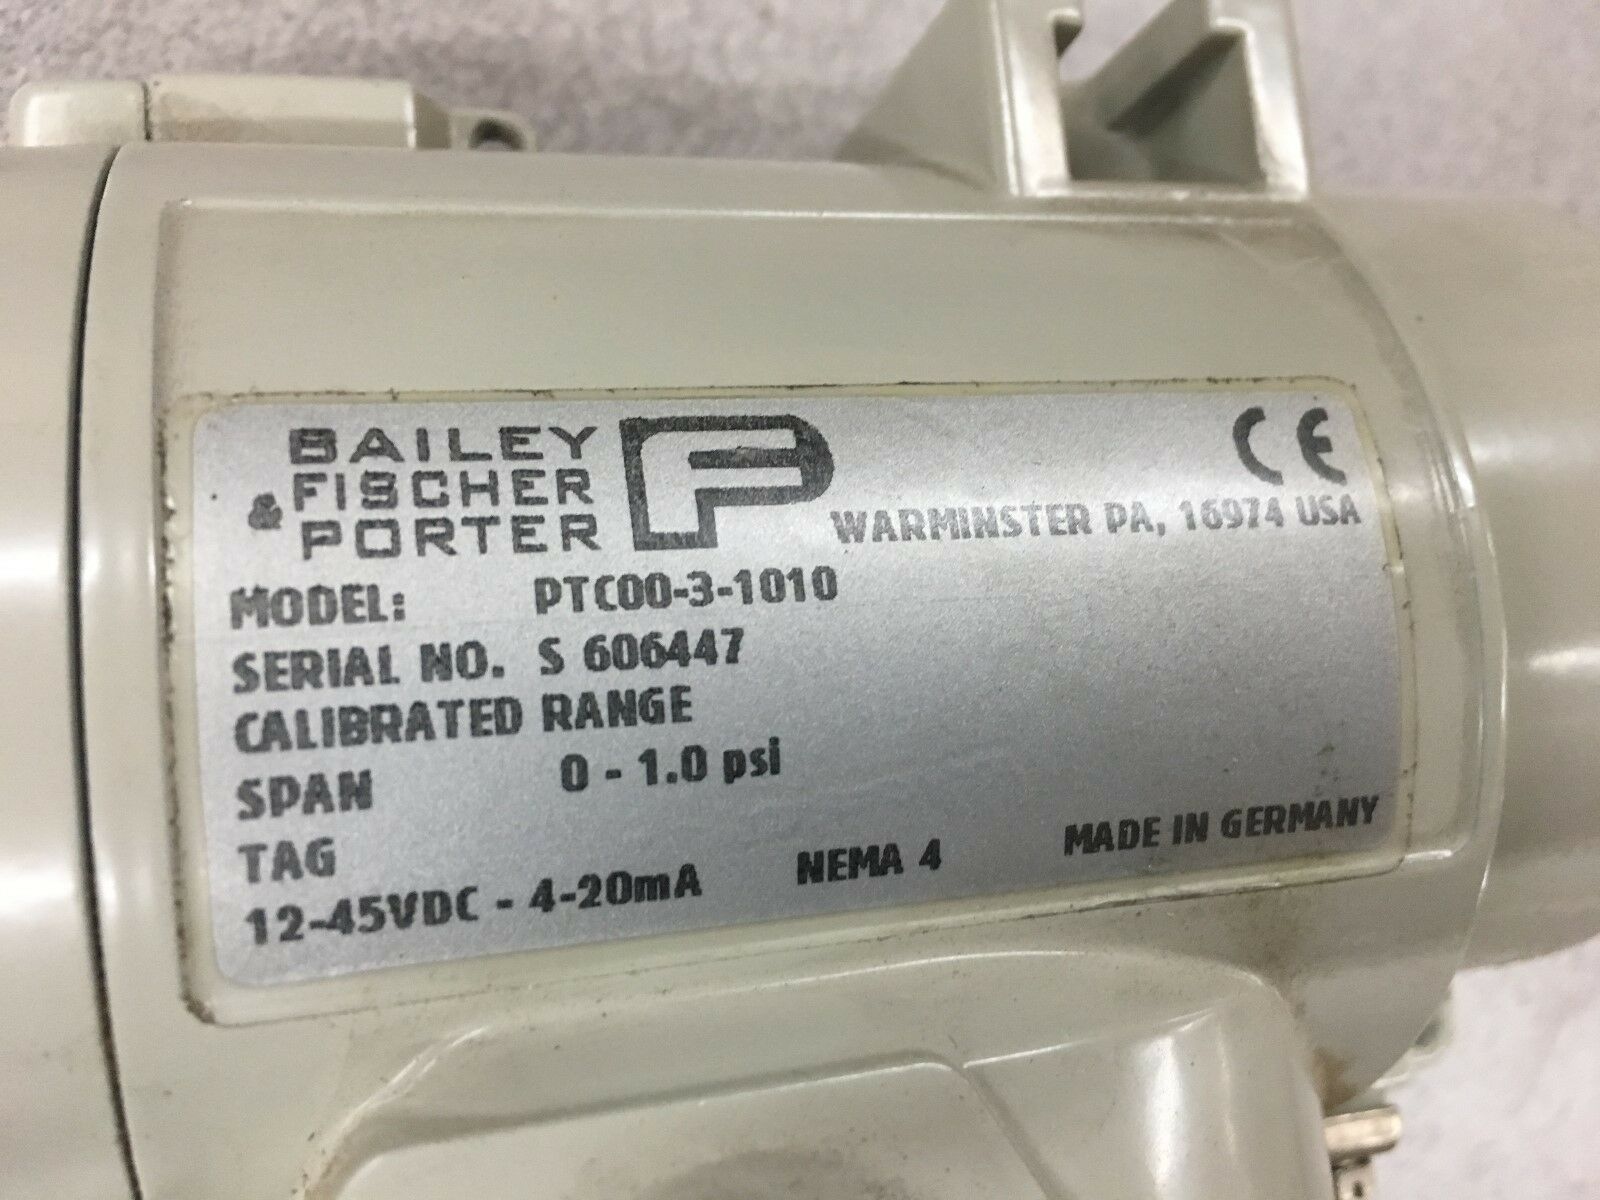 BAILEY
& FISCHER
PORTER
FP
CE
WARMINSTER PA, 16974 USA
MODEL: PTC00-3-1010
SERIAL NO. S 606447
CALIBRATED RANGE
SPAN 0 - 1.0 psi
TAG
12-45VDC - 4-20mA NEMA 4 MADE IN GERMANY